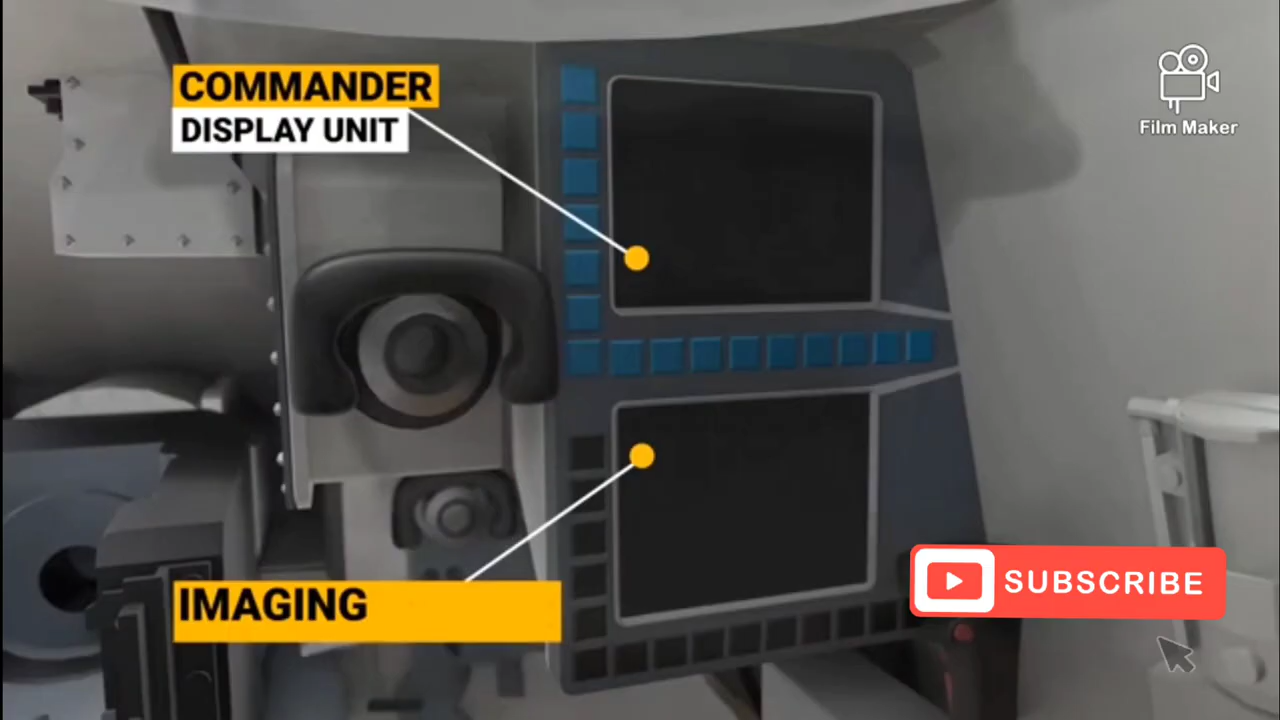 COMMANDER
DISPLAY UNIT
Film Maker
IMAGING
SUBSCRIBE